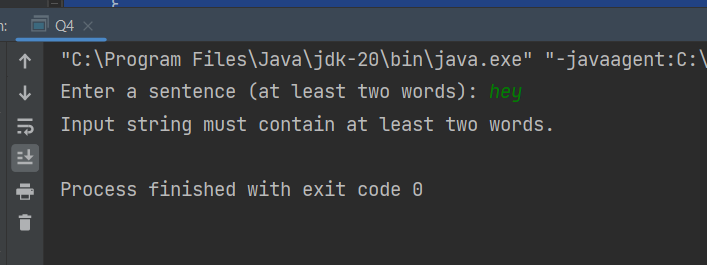 n: Q4
"C:\Program Files\Java\jdk-20\bin\java.exe" "-javaagent:C:\
Enter a sentence (at least two words): hey
Input string must contain at least two words.
Process finished with exit code 0